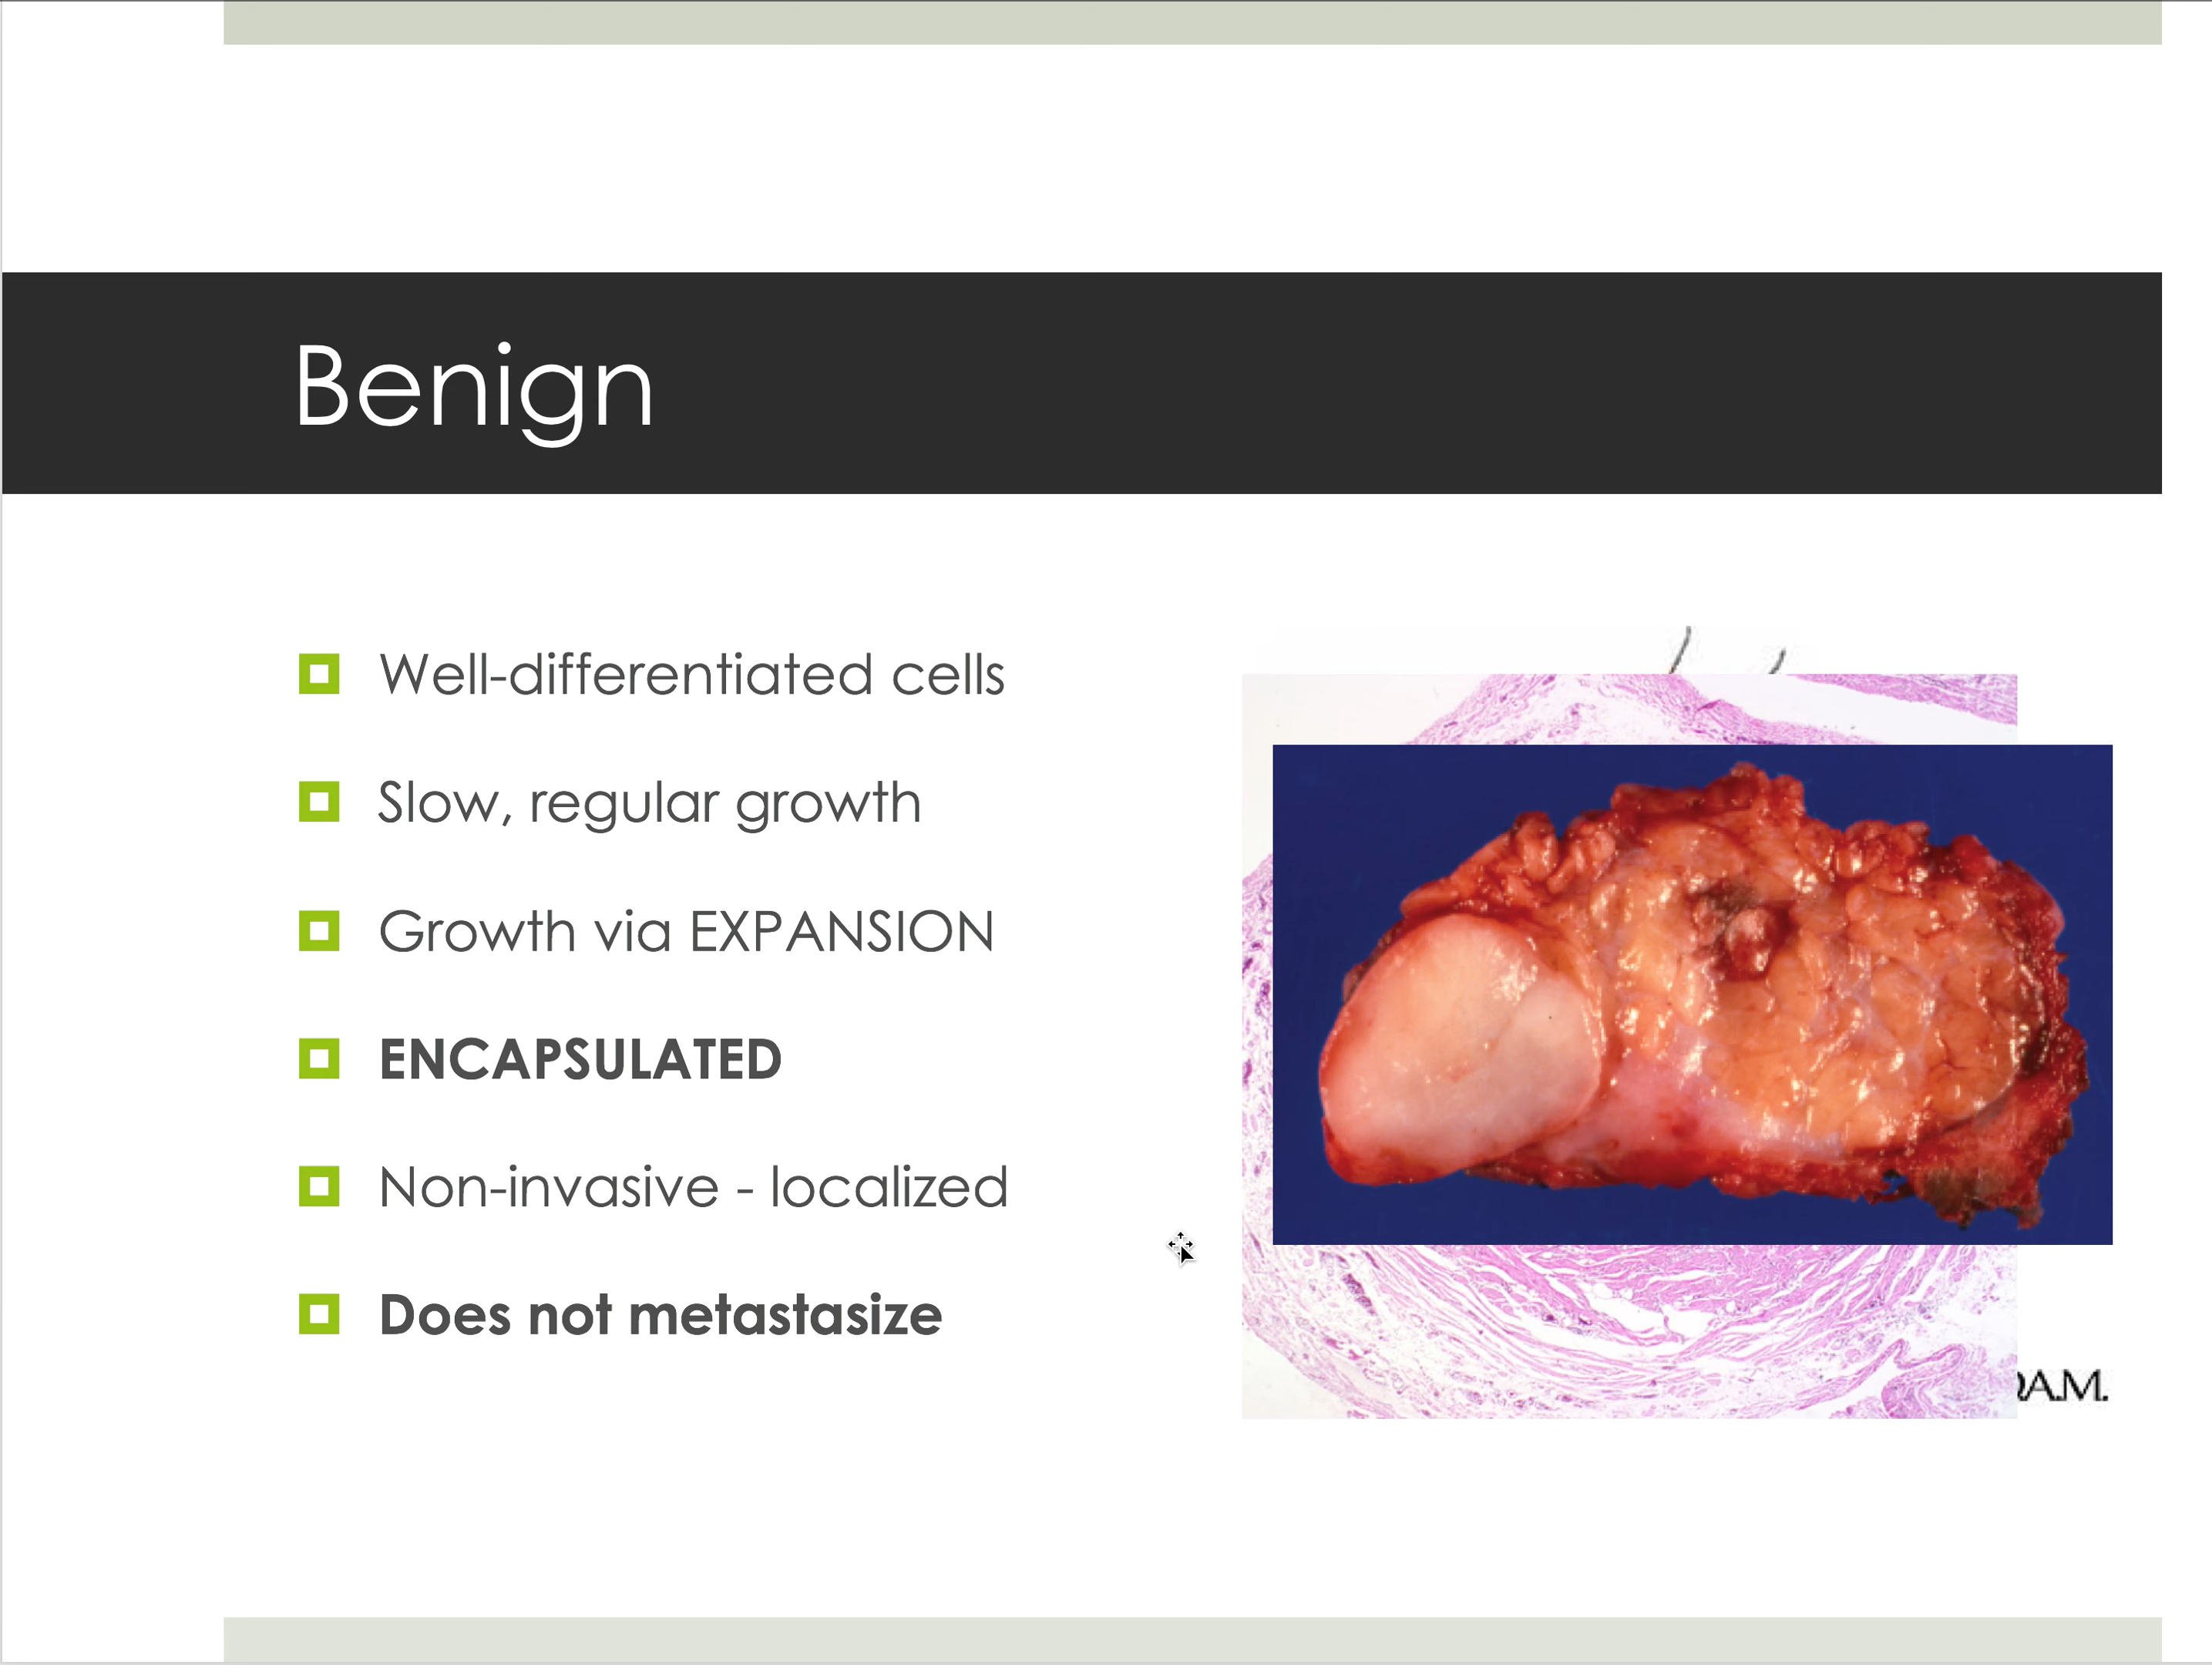 Benign
Well-differentiated cells
Slow, regular growth
Growth via EXPANSION
ENCAPSULATED
Non-invasive - localized
Does not metastasize